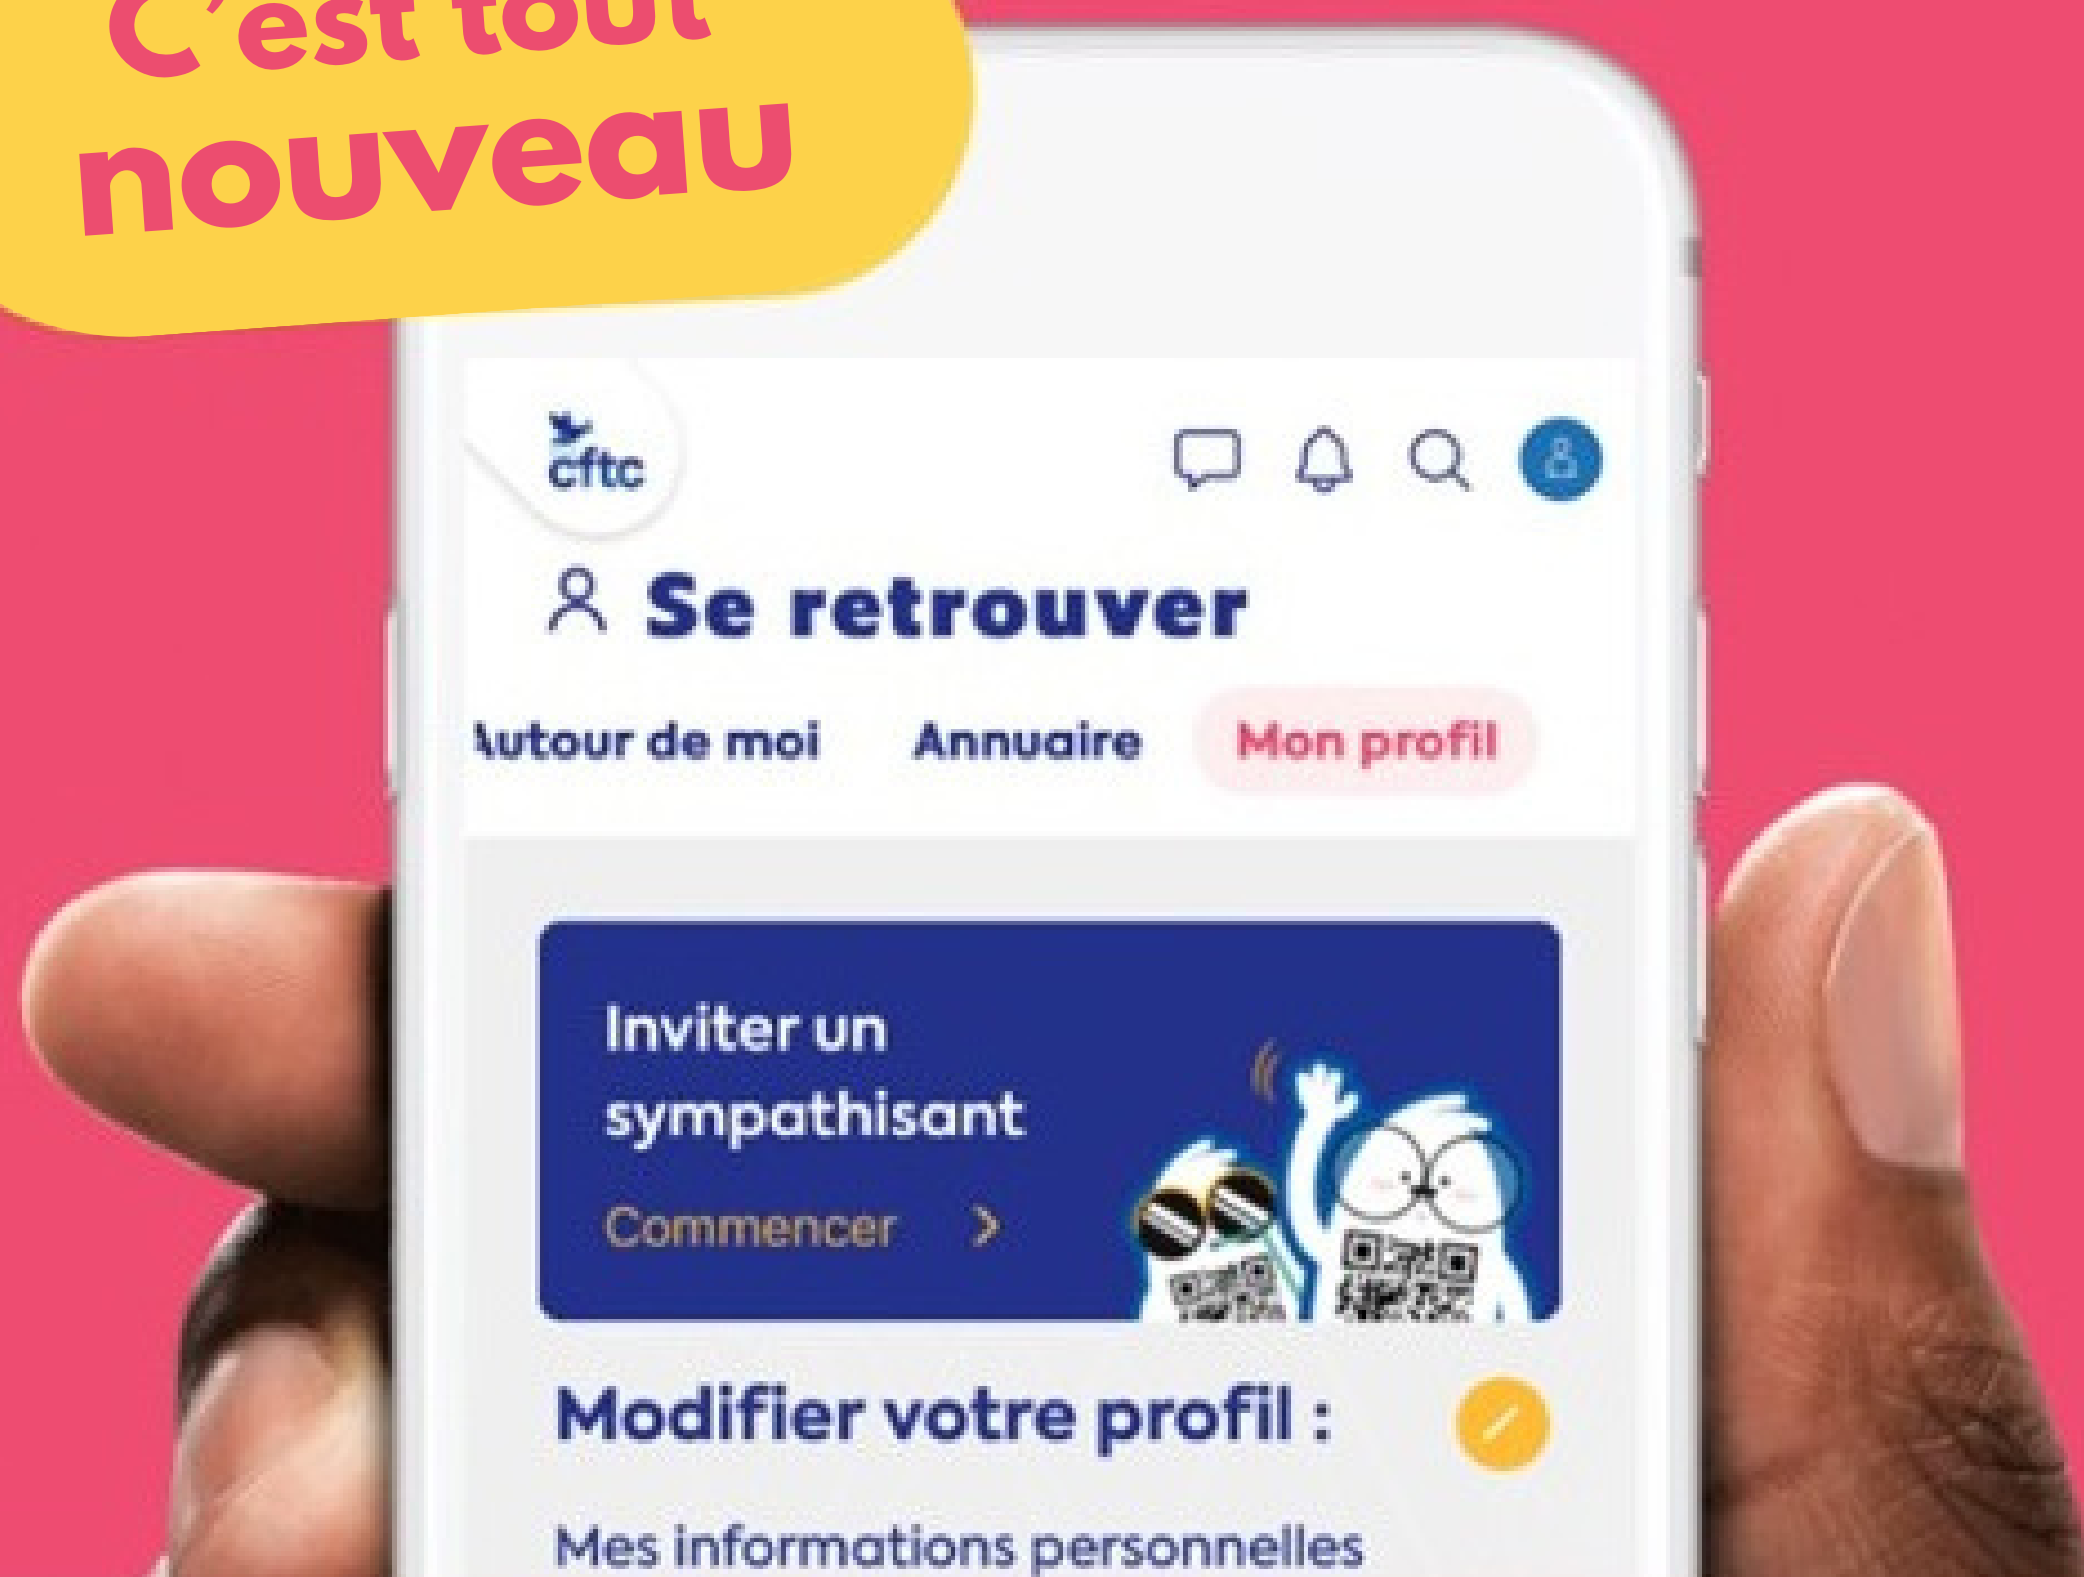 C'est tout
nouveau
cftc
Se retrouver
Autour de moi Annuaire Mon profil
Inviter un
sympathisant
Commencer >
Modifier votre profil :
Mes informations personnelles